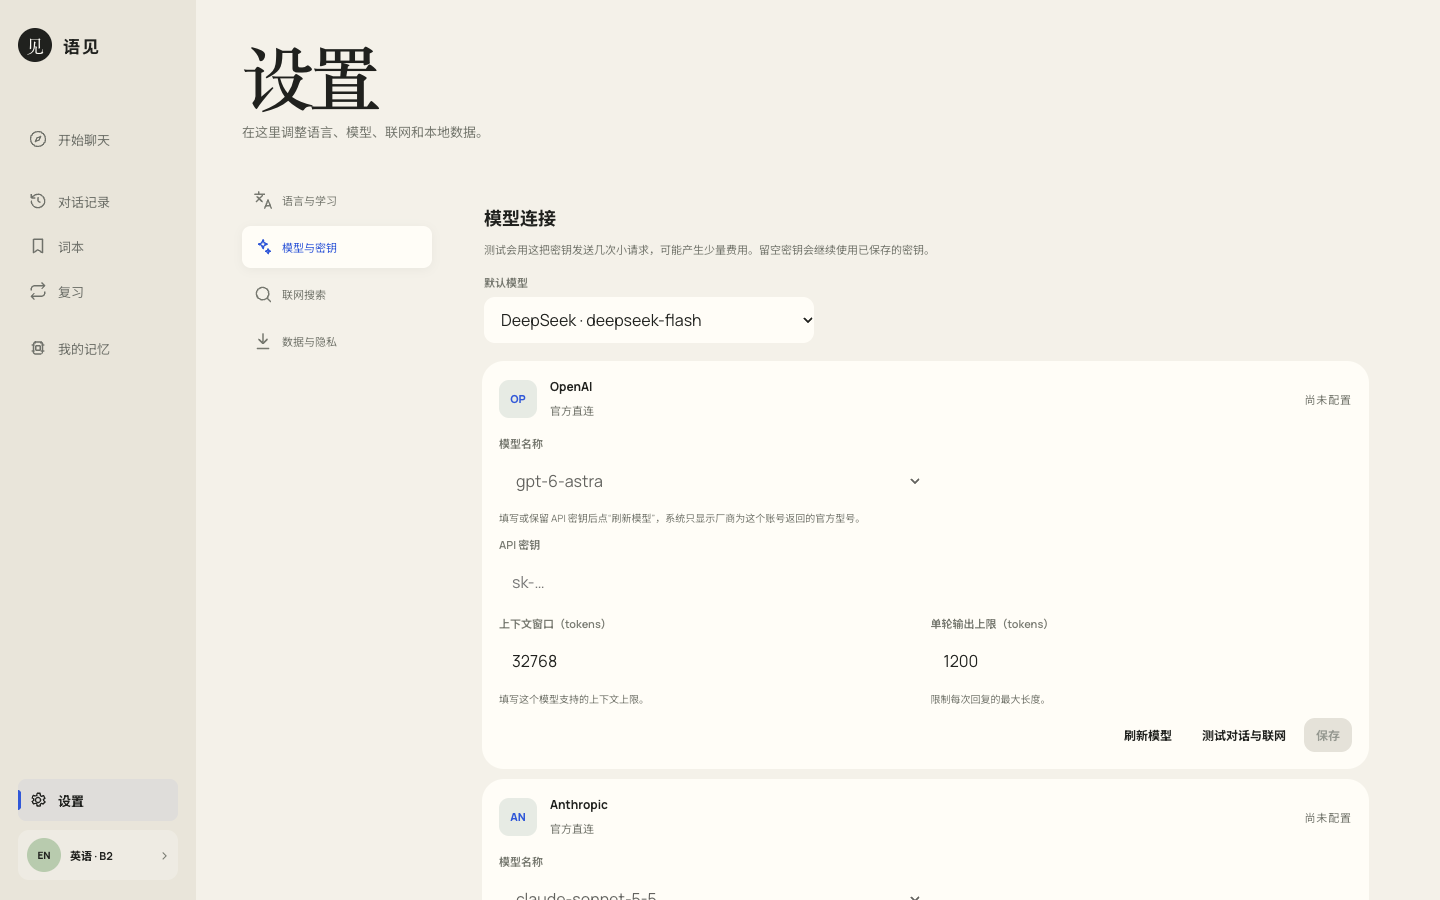 见 语见
开始聊天
对话记录
词本
复习
我的记忆
设置
EN 英语 · B2
设置
在这里调整语言、模型、联网和本地数据。
语言与学习
模型与密钥
联网搜索
数据与隐私
模型连接
测试会用这把密钥发送几次小请求，可能产生少量费用。留空密钥会继续使用已保存的密钥。
默认模型
DeepSeek · deepseek-flash
OP OpenAI
官方直连
尚未配置
模型名称
gpt-6-astra
填写或保留 API 密钥后点“刷新模型”，系统只显示厂商为这个账号返回的官方型号。
API 密钥
sk-...
上下文窗口（tokens） 单轮输出上限（tokens）
32768 1200
填写这个模型支持的上下文上限。 限制每次回复的最大长度。
刷新模型 测试对话与联网 保存
AN Anthropic
官方直连
尚未配置
模型名称
claude-sonnet-5-5